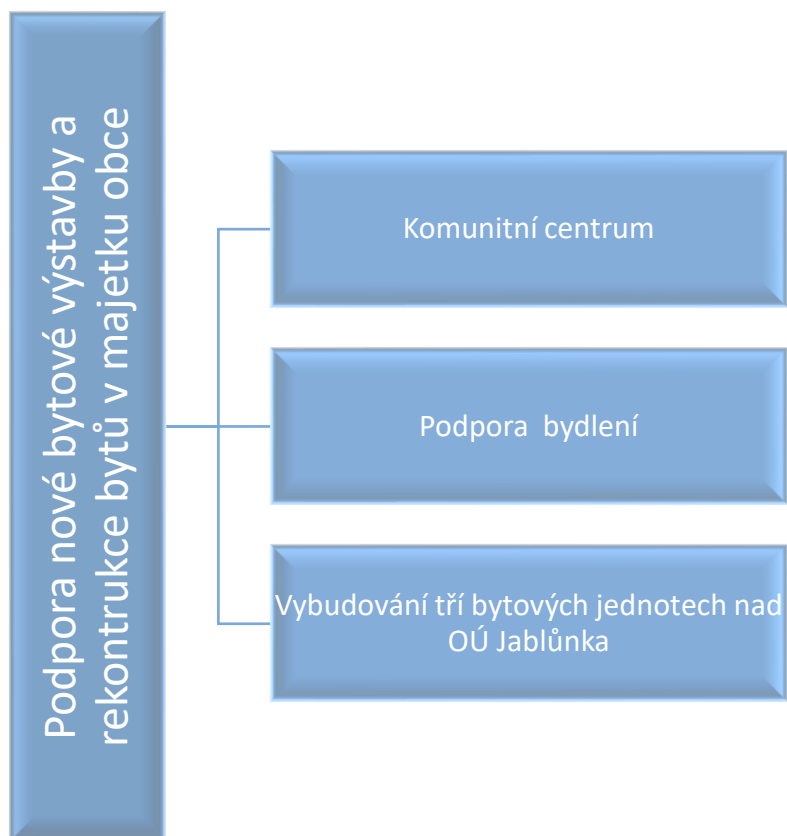 Podpora nové bytové výstavby a
rekontrukce bytů v majetku obce
Komunitní centrum
Podpora  bydlení
Vybudování tří bytových jednotech nad
OÚ Jablůnka